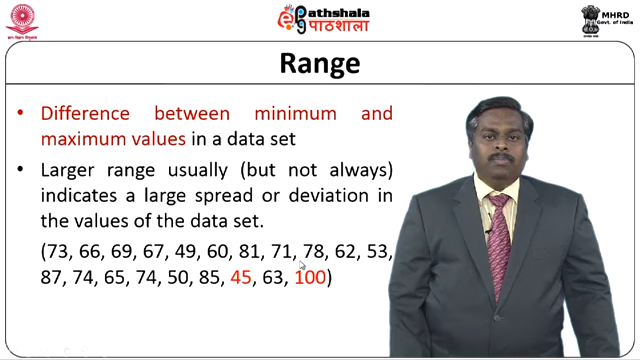 Pathshala
पाठशाला
MHRD
Govt. of India
Range
• Difference between minimum and
maximum values in a data set
• Larger range usually (but not always)
indicates a large spread or deviation in
the values of the data set.
(73, 66, 69, 67, 49, 60, 81, 71, 78, 62, 53,
87, 74, 65, 74, 50, 85, 45, 63, 100)